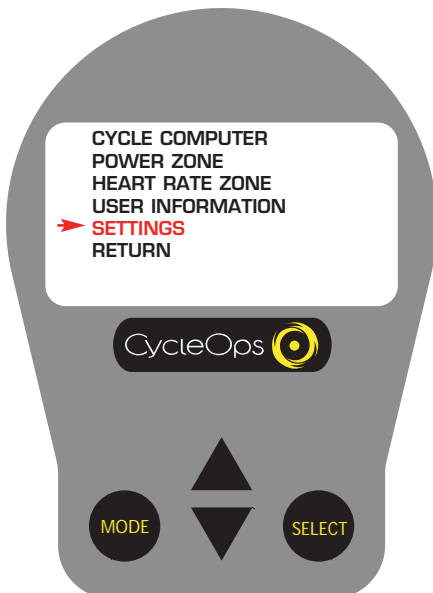 CYCLE COMPUTER
POWER ZONE
HEART RATE ZONE
USER INFORMATION
SETTINGS
RETURN
CycleOps
MODE
SELECT